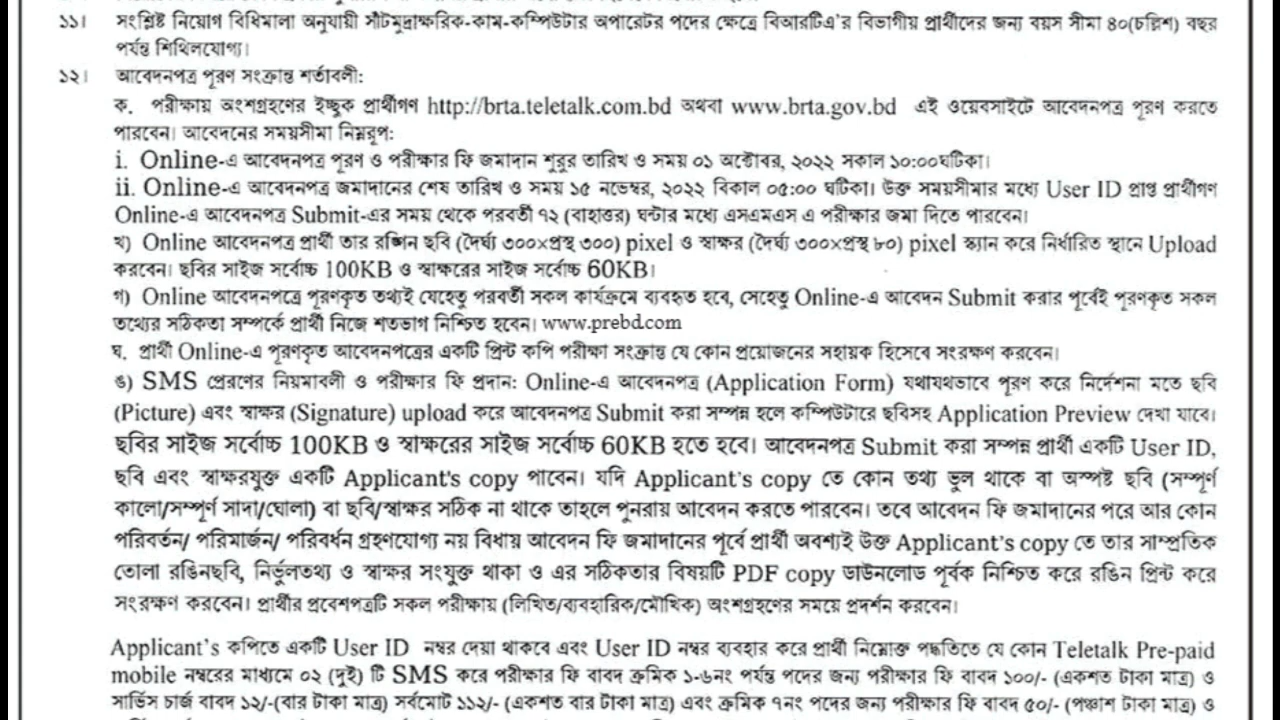 ১১। সংশ্লিষ্ট নিয়োগ বিধিমালা অনুযায়ী সাঁটমুদ্রাক্ষরিক-কাম-কম্পিউটার অপারেটর পদের ক্ষেত্রে বিআরটিএ'র বিভাগীয় প্রার্থীদের জন্য বয়স সীমা ৪০(চল্লিশ) বছর
পর্যন্ত শিথিলযোগ্য।
১২। আবেদনপত্র পূরণ সংক্রান্ত শর্তাবলী:
ক. পরীক্ষায় অংশগ্রহণের ইচ্ছুক প্রার্থীগণ http://brta.teletalk.com.bd অথবা www.brta.gov.bd এই ওয়েবসাইটে আবেদনপত্র পূরণ করতে
পারবেন। আবেদনের সময়সীমা নিম্নরূপ:
i. Online-এ আবেদনপত্র পূরণ ও পরীক্ষার ফি জমাদান শুরুর তারিখ ও সময় ০১ অক্টোবর, ২০২২ সকাল ১০:০০ঘটিকা।
ii. Online-এ আবেদনপত্র জমাদানের শেষ তারিখ ও সময় ১৫ নভেম্বর, ২০২২ বিকাল ০৫:০০ ঘটিকা। উক্ত সময়সীমার মধ্যে User ID প্রাপ্ত প্রার্থীগণ
Online-এ আবেদনপত্র Submit-এর সময় থেকে পরবর্তী ৭২ (বাহাত্তর) ঘন্টার মধ্যে এসএমএস এ পরীক্ষার জমা দিতে পারবেন।
খ) Online আবেদনপত্র প্রার্থী তার রঙ্গিন ছবি (দৈর্ঘ্য ৩০০×প্রস্থ ৩০০) pixel ও স্বাক্ষর (দৈর্ঘ্য ৩০০×প্রস্থ ৮০) pixel স্ক্যান করে নির্ধারিত স্থানে Upload
করবেন। ছবির সাইজ সর্বোচ্চ 100KB ও স্বাক্ষরের সাইজ সর্বোচ্চ 60KB।
গ) Online আবেদনপত্রে পূরণকৃত তথ্যই যেহেতু পরবর্তী সকল কার্যক্রমে ব্যবহৃত হবে, সেহেতু Online-এ আবেদন Submit করার পূর্বেই পূরণকৃত সকল
তথ্যের সঠিকতা সম্পর্কে প্রার্থী নিজে শতভাগ নিশ্চিত হবেন। www.prebd.com
ঘ. প্রার্থী Online-এ পূরণকৃত আবেদনপত্রের একটি প্রিন্ট কপি পরীক্ষা সংক্রান্ত যে কোন প্রয়োজনের সহায়ক হিসেবে সংরক্ষণ করবেন।
ঙ) SMS প্রেরণের নিয়মাবলী ও পরীক্ষার ফি প্রদান: Online-এ আবেদনপত্র (Application Form) যথাযথভাবে পূরণ করে নির্দেশনা মতে ছবি
(Picture) এবং স্বাক্ষর (Signature) upload করে আবেদনপত্র Submit করা সম্পন্ন হলে কম্পিউটারে ছবিসহ Application Preview দেখা যাবে।
ছবির সাইজ সর্বোচ্চ 100KB ও স্বাক্ষরের সাইজ সর্বোচ্চ 60KB হতে হবে। আবেদনপত্র Submit করা সম্পন্ন প্রার্থী একটি User ID,
ছবি এবং স্বাক্ষরযুক্ত একটি Applicant's copy পাবেন। যদি Applicant's copy তে কোন তথ্য ভুল থাকে বা অস্পষ্ট ছবি (সম্পূর্ণ
কালো/সম্পূর্ণ সাদা/ঘোলা) বা ছবি/স্বাক্ষর সঠিক না থাকে তাহলে পুনরায় আবেদন করতে পারবেন। তবে আবেদন ফি জমাদানের পরে আর কোন
পরিবর্তন/ পরিমার্জন/ পরিবর্ধন গ্রহণযোগ্য নয় বিধায় আবেদন ফি জমাদানের পূর্বে প্রার্থী অবশ্যই উক্ত Applicant's copy তে তার সাম্প্রতিক
তোলা রঙিনছবি, নির্ভুলতথ্য ও স্বাক্ষর সংযুক্ত থাকা ও এর সঠিকতার বিষয়টি PDF copy ডাউনলোড পূর্বক নিশ্চিত করে রঙিন প্রিন্ট করে
সংরক্ষণ করবেন। প্রার্থীর প্রবেশপত্রটি সকল পরীক্ষায় (লিখিত/ব্যবহারিক/মৌখিক) অংশগ্রহণের সময়ে প্রদর্শন করবেন।
Applicant's কপিতে একটি User ID নম্বর দেয়া থাকবে এবং User ID নম্বর ব্যবহার করে প্রার্থী নিম্নোক্ত পদ্ধতিতে যে কোন Teletalk Pre-paid
mobile নম্বরের মাধ্যমে ০২ (দুই) টি SMS করে পরীক্ষার ফি বাবদ ক্রমিক ১-৬নং পর্যন্ত পদের জন্য পরীক্ষার ফি বাবদ ১০০/- (একশত টাকা মাত্র) ও
সার্ভিস চার্জ বাবদ ১২/-(বার টাকা মাত্র) সর্বমোট ১১২/- (একশত বার টাকা মাত্র) এবং ক্রমিক ৭নং পদের জন্য পরীক্ষার ফি বাবদ ৫০/- (পঞ্চাশ টাকা মাত্র) ও